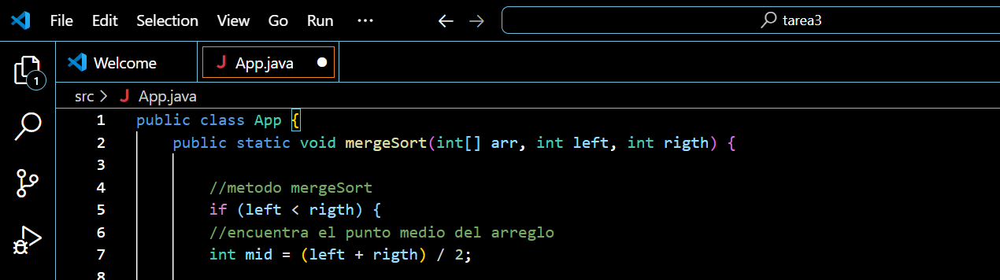 File Edit Selection View Go Run ··· ← → tarea3
Welcome App.java
1
src > App.java
1 public class App {
2 public static void mergeSort(int[] arr, int left, int rigth) {
3
4 //metodo mergeSort
5 if (left < rigth) {
6 //encuentra el punto medio del arreglo
7 int mid = (left + rigth) / 2;
8